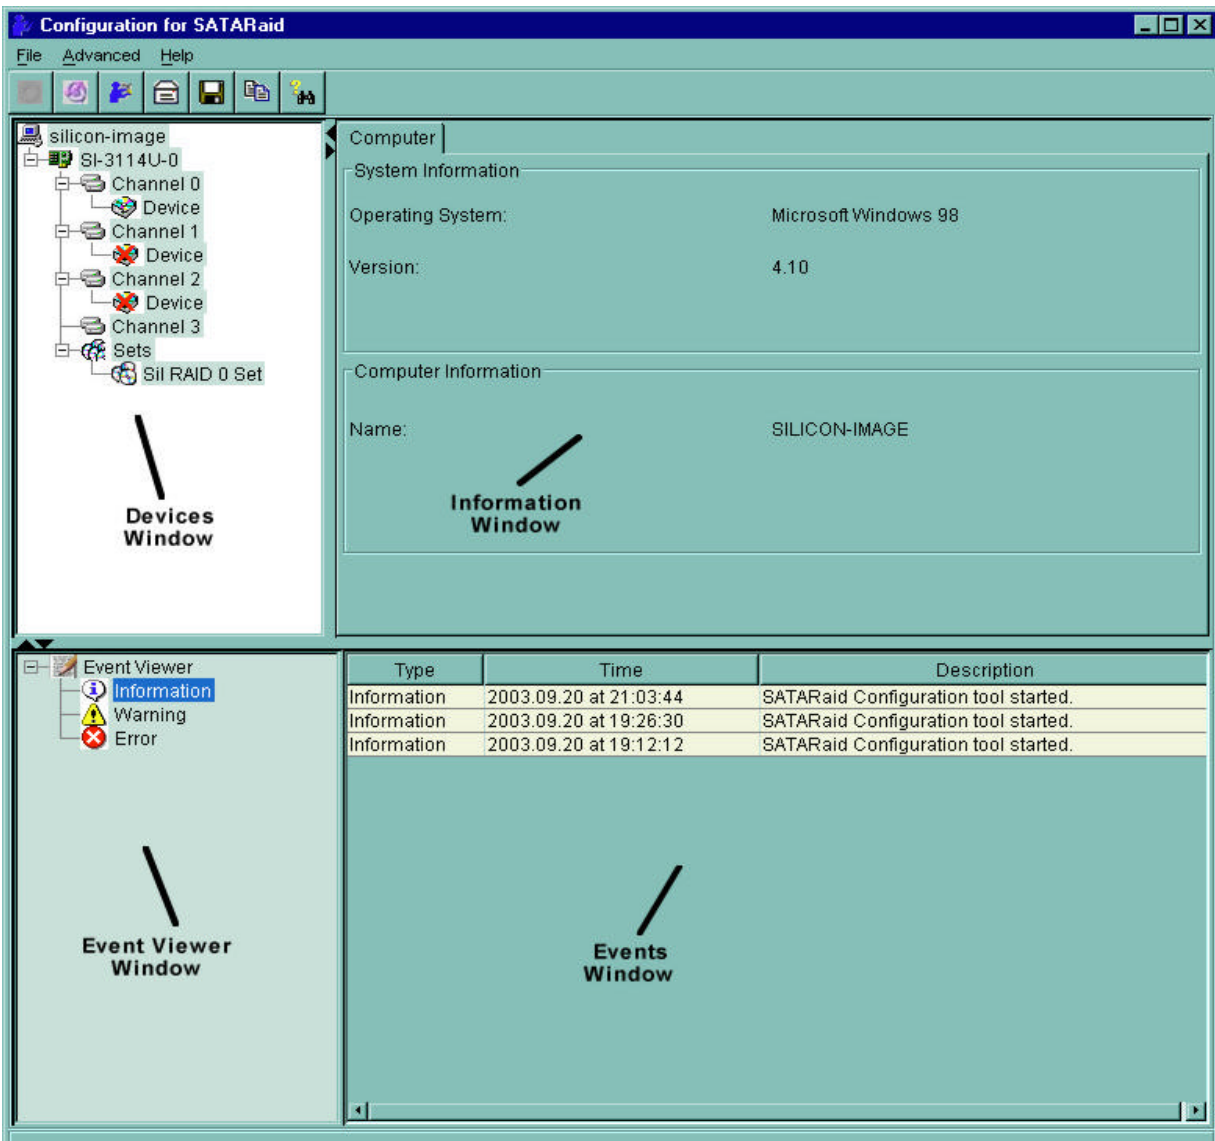 Configuration for SATARaid
File Advanced Help
silicon-image
SI-3114U-0
Channel 0
Device
Channel 1
Device
Channel 2
Device
Channel 3
Sets
Sil RAID 0 Set
Devices
Window
Computer
System Information
Operating System: Microsoft Windows 98
Version: 4.10
Computer Information
Name: SILICON-IMAGE
Information
Window
Event Viewer
Information
Warning
Error
Event Viewer
Window
Type Time Description
Information 2003.09.20 at 21:03:44 SATARaid Configuration tool started.
Information 2003.09.20 at 19:26:30 SATARaid Configuration tool started.
Information 2003.09.20 at 19:12:12 SATARaid Configuration tool started.
Events
Window